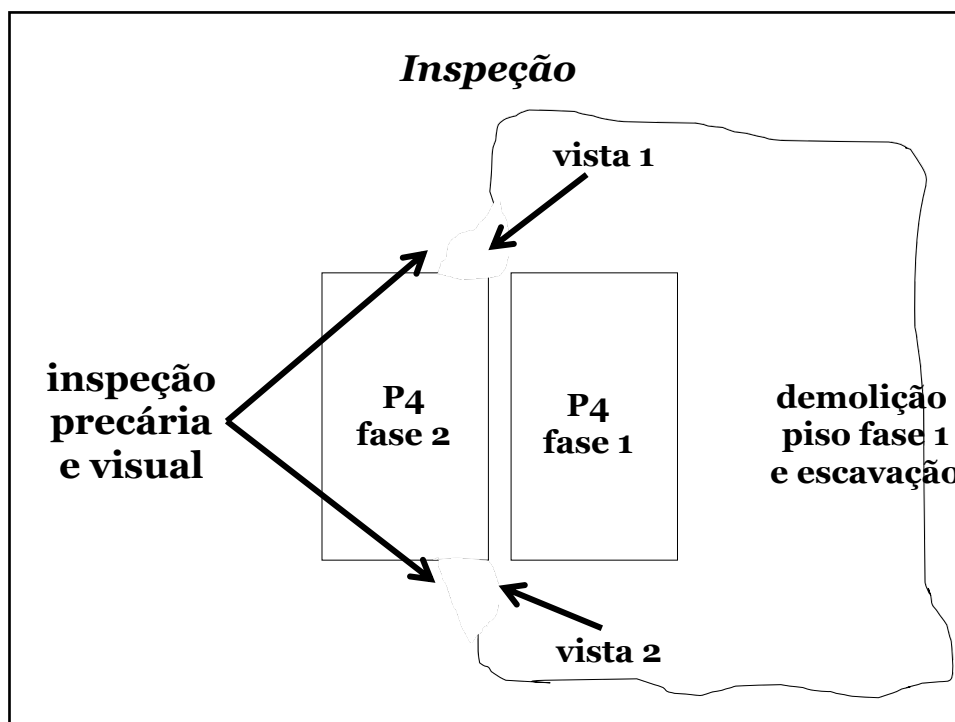 Inspeção
vista 1
inspeção
precária
e visual
P4
fase 2
P4
fase 1
demolição
piso fase 1
e escavação
vista 2